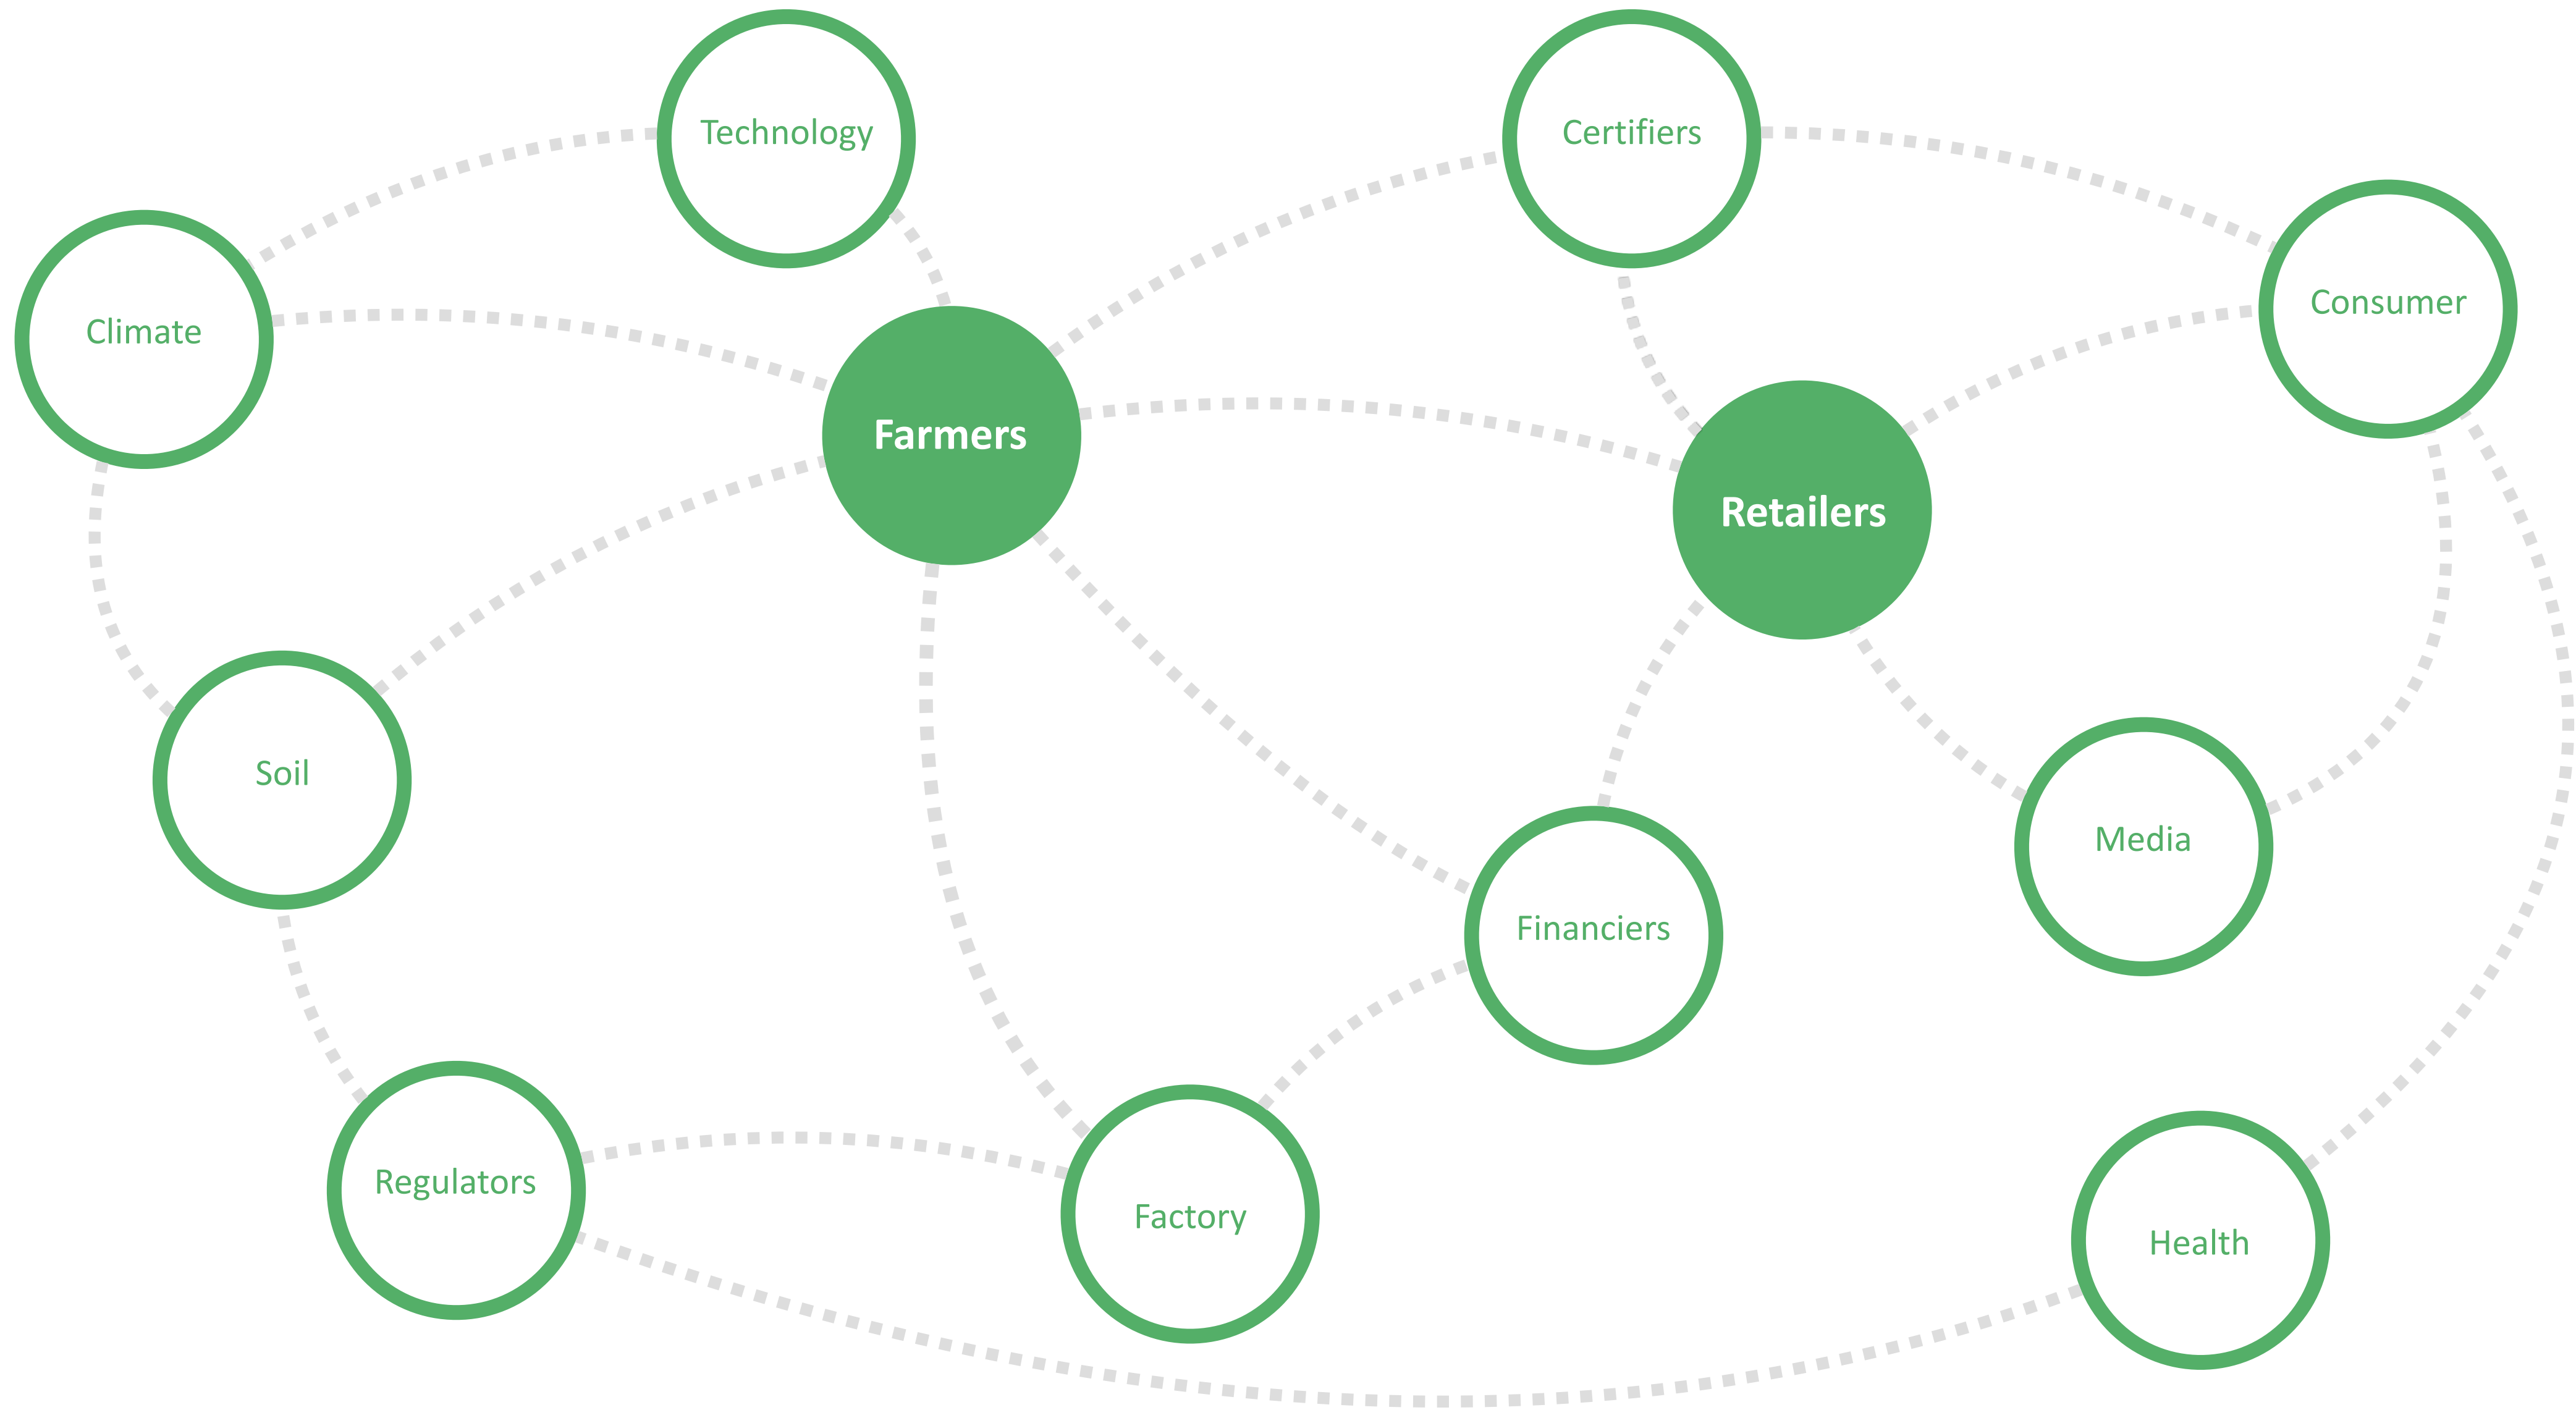 Technology
Certifiers
Consumer
Climate
Farmers
Retailers
Soil
Media
Financiers
Regulators
Factory
Health